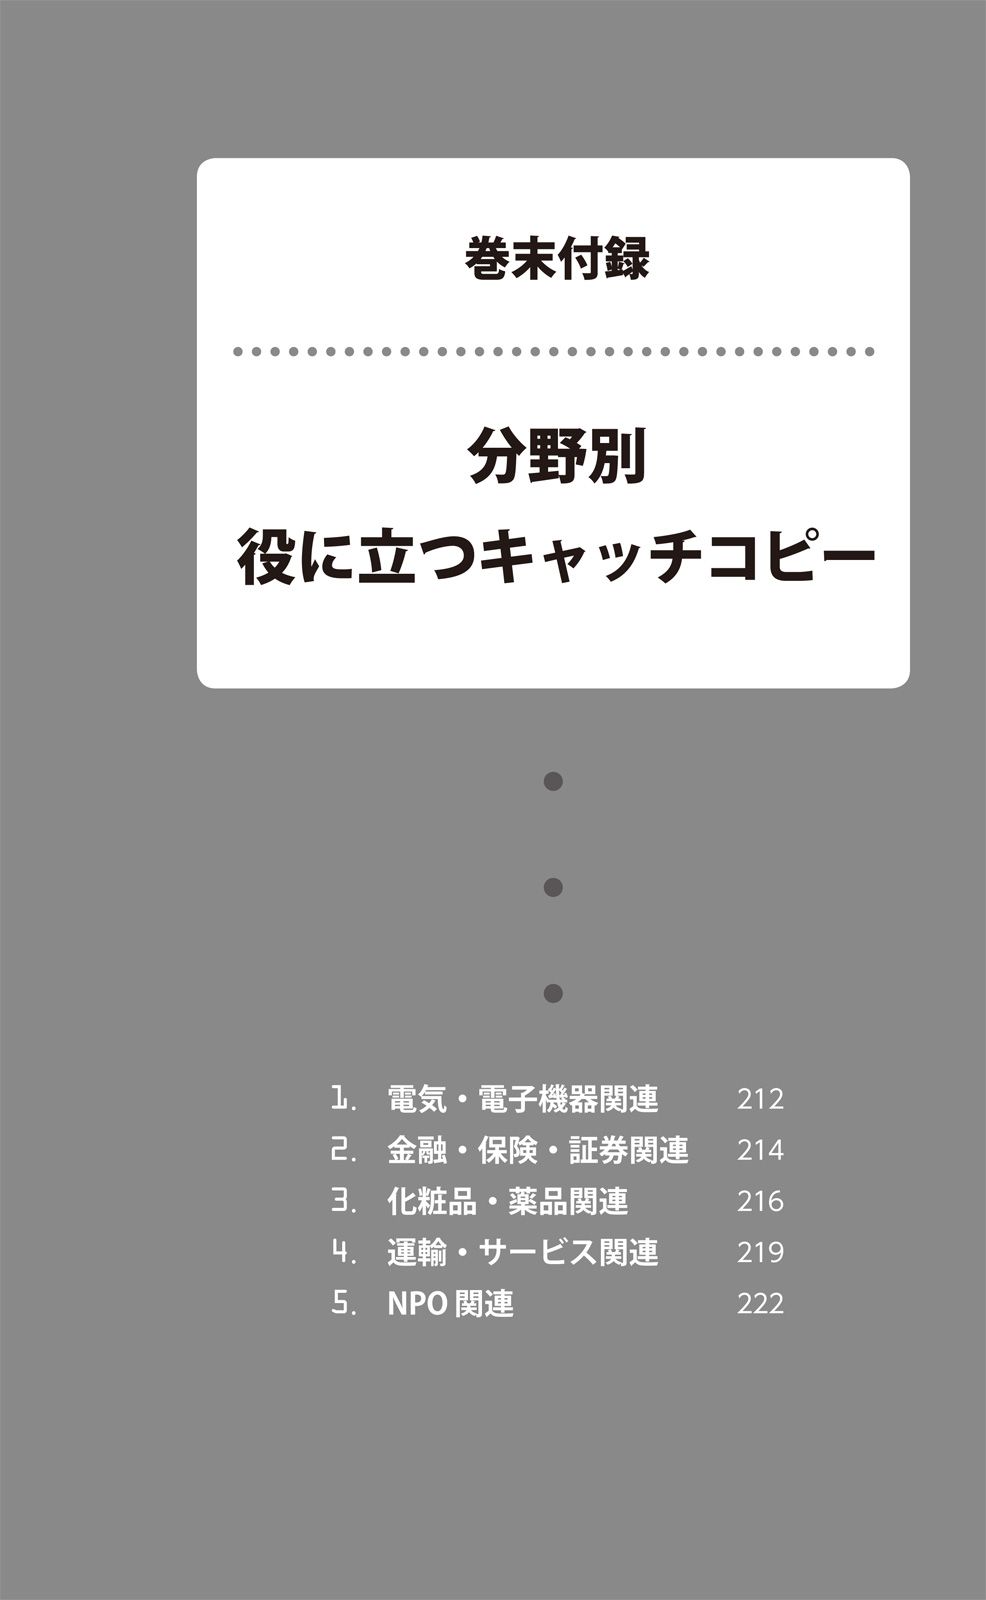 巻末付録
分野別
役に立つキャッチコピー
1. 電気・電子機器関連 212
2. 金融・保険・証券関連 214
3. 化粧品・薬品関連 216
4. 運輸・サービス関連 219
5. NPO 関連 222